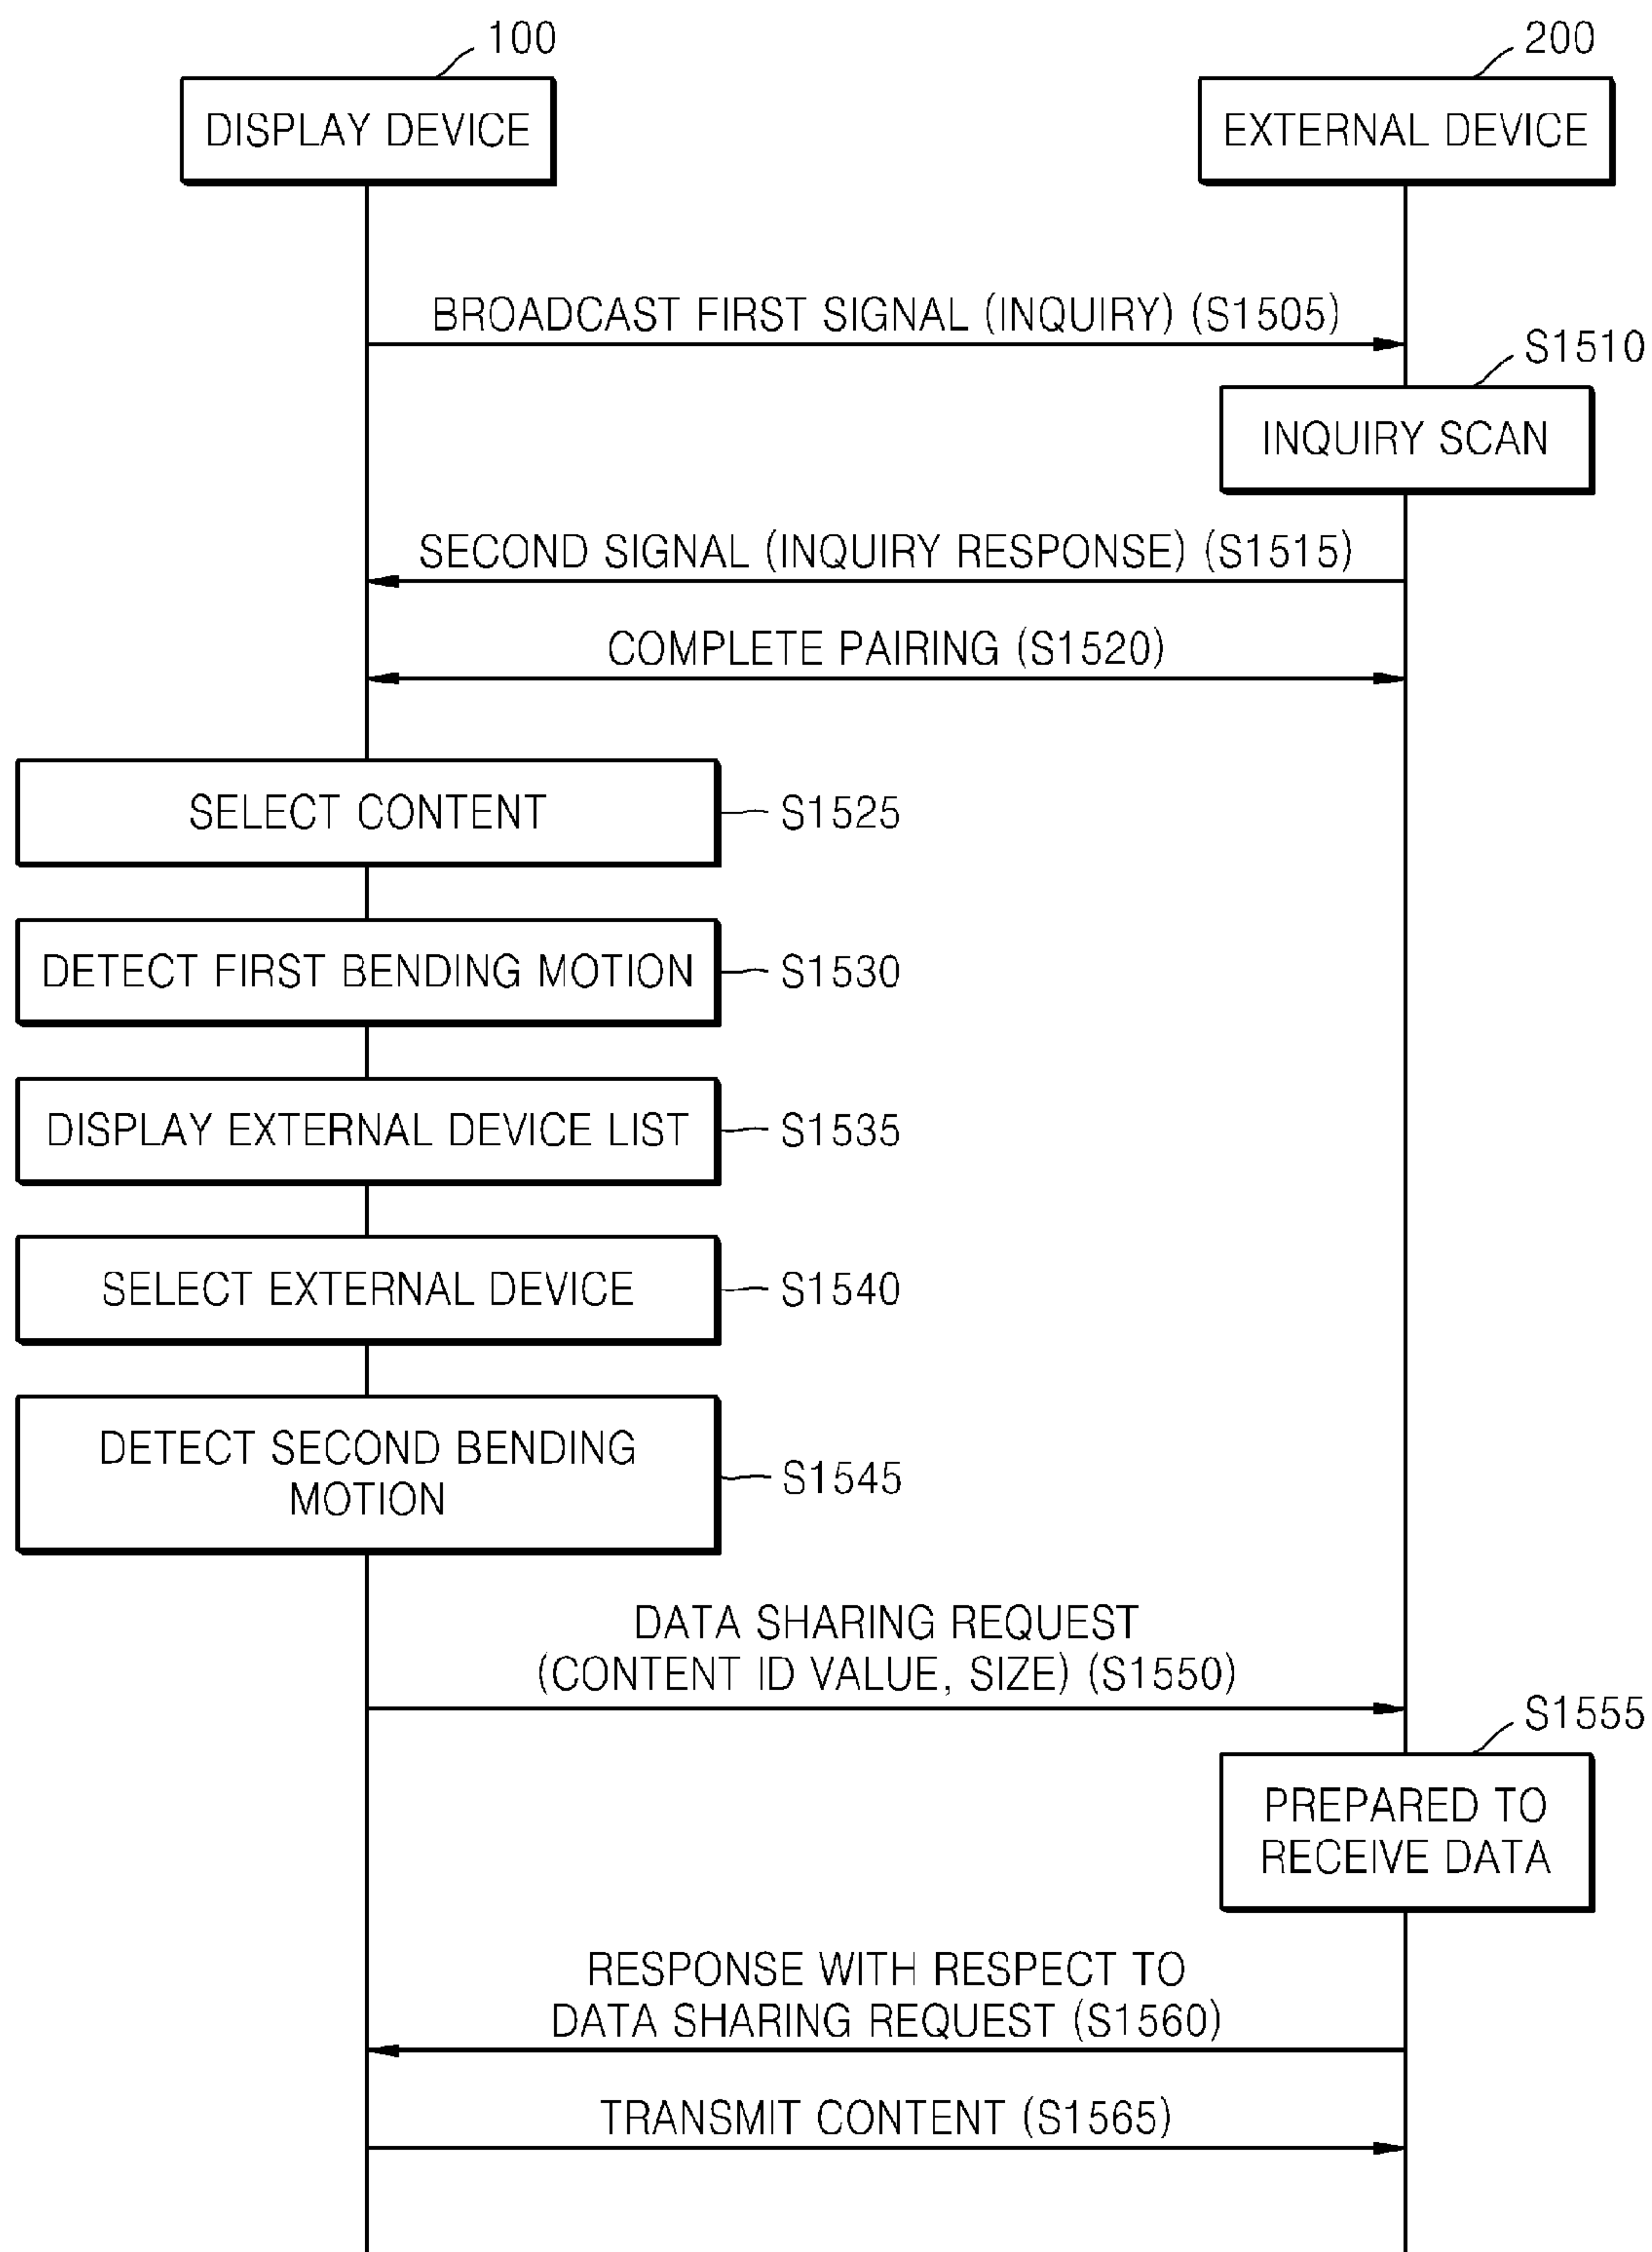 100
200
DISPLAY DEVICE
EXTERNAL DEVICE
BROADCAST FIRST SIGNAL (INQUIRY) (S1505)
S1510
INQUIRY SCAN
SECOND SIGNAL (INQUIRY RESPONSE) (S1515)
COMPLETE PAIRING (S1520)
SELECT CONTENT
S1525
DETECT FIRST BENDING MOTION
S1530
DISPLAY EXTERNAL DEVICE LIST
S1535
SELECT EXTERNAL DEVICE
S1540
DETECT SECOND BENDING
MOTION
S1545
DATA SHARING REQUEST
(CONTENT ID VALUE, SIZE) (S1550)
S1555
PREPARED TO
RECEIVE DATA
RESPONSE WITH RESPECT TO
DATA SHARING REQUEST (S1560)
TRANSMIT CONTENT (S1565)